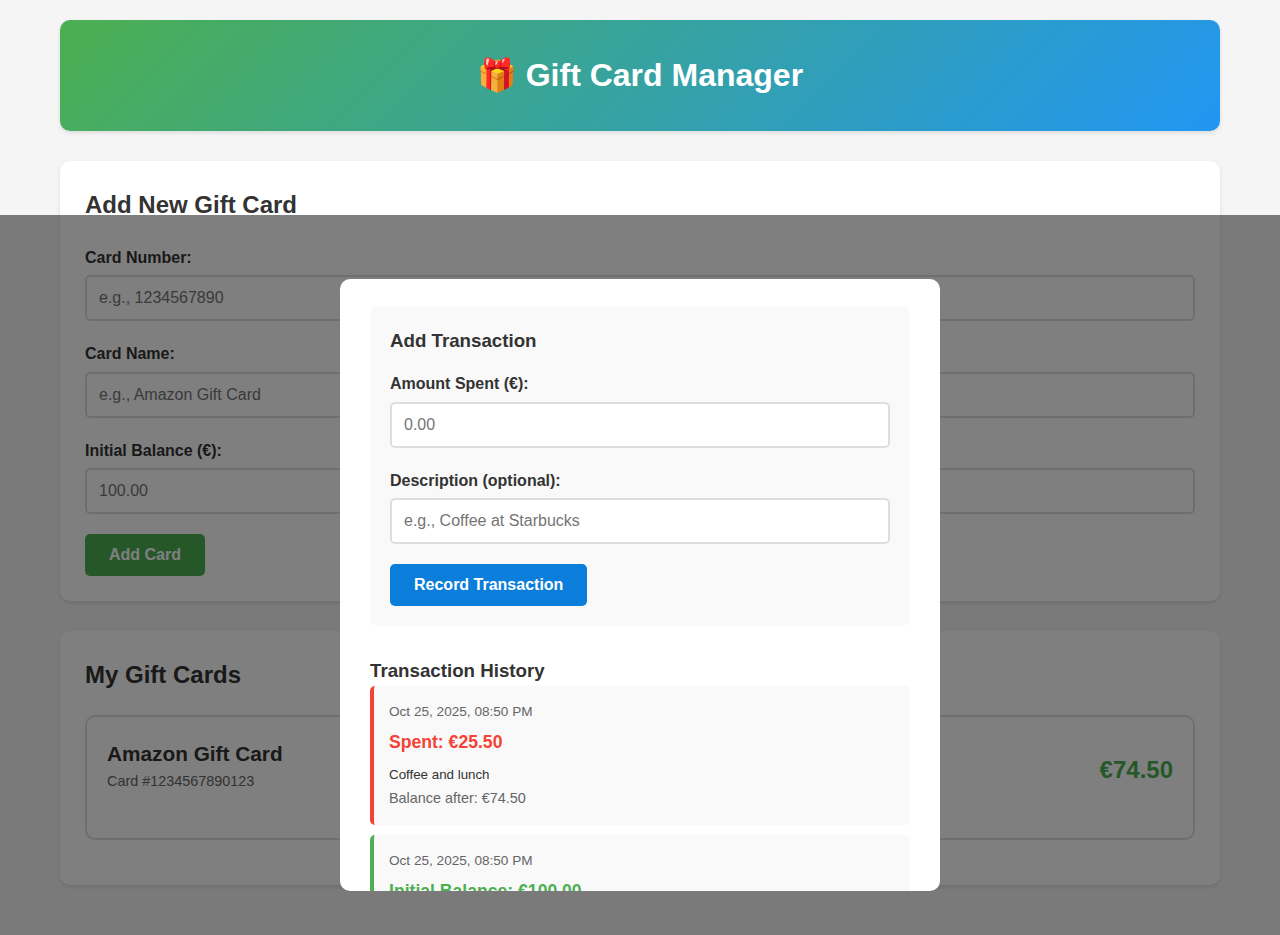 🎁 Gift Card Manager
Add New Gift Card
Card Number:
e.g., 1234567890
Card Name:
e.g., Amazon Gift Card
Initial Balance (€):
100.00
Add Card
My Gift Cards
Amazon Gift Card
Card #1234567890123
€74.50
Add Transaction
Amount Spent (€):
0.00
Description (optional):
e.g., Coffee at Starbucks
Record Transaction
Transaction History
Oct 25, 2025, 08:50 PM
Spent: €25.50
Coffee and lunch
Balance after: €74.50
Oct 25, 2025, 08:50 PM
Initial Balance: €100.00